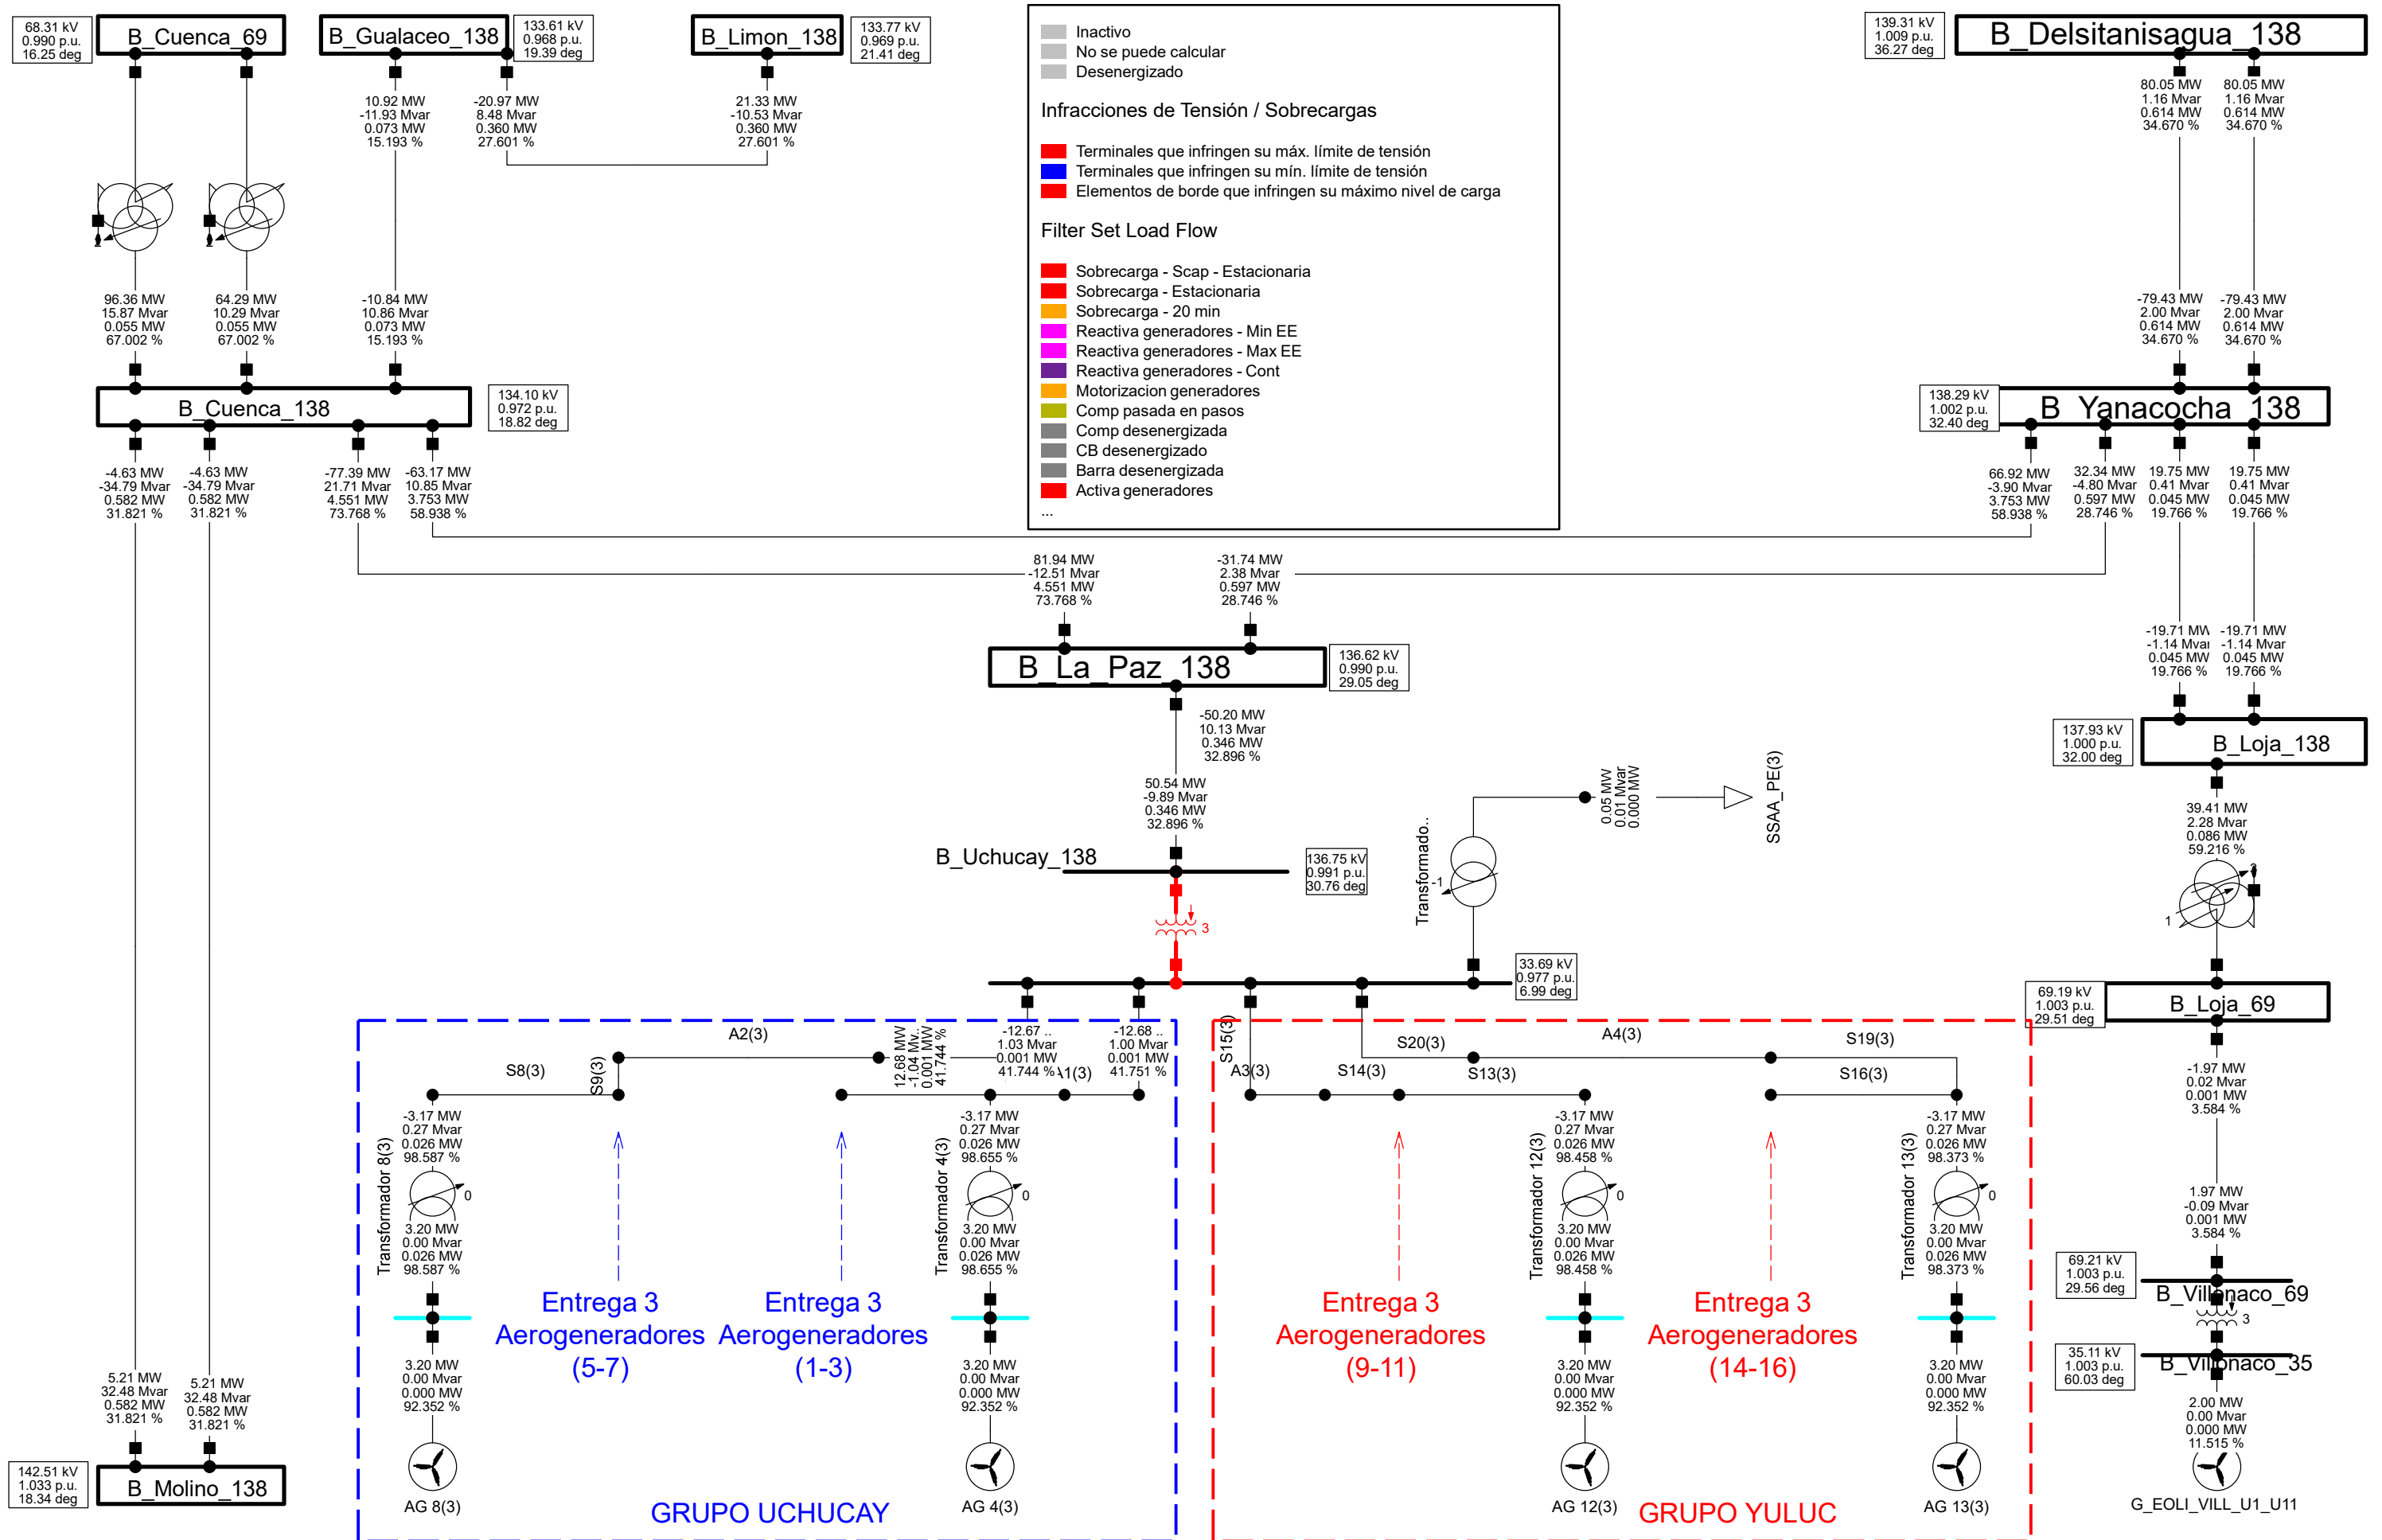 68.31 kV
0.990 p.u.
16.25 deg
B_Cuenca_69
B_Gualaceo_138
133.61 kV
0.968 p.u.
19.39 deg
B_Limon_138
133.77 kV
0.969 p.u.
21.41 deg
10.92 MW
-11.93 Mvar
0.073 MW
15.193 %
-20.97 MW
8.48 Mvar
0.360 MW
27.601 %
21.33 MW
-10.53 Mvar
0.360 MW
27.601 %
Inactivo
No se puede calcular
Desenergizado
Infracciones de Tensión / Sobrecargas
Terminales que infringen su máx. límite de tensión
Terminales que infringen su mín. límite de tensión
Elementos de borde que infringen su máximo nivel de carga
Filter Set Load Flow
Sobrecarga - Scap - Estacionaria
Sobrecarga - Estacionaria
Sobrecarga - 20 min
Reactiva generadores - Min EE
Reactiva generadores - Max EE
Reactiva generadores - Cont
Motorizacion generadores
Comp pasada en pasos
Comp desenergizada
CB desenergizado
Barra desenergizada
Activa generadores
...
139.31 kV
1.009 p.u.
36.27 deg
B_Delsitanisagua_138
80.05 MW
1.16 Mvar
0.614 MW
34.670 %
80.05 MW
1.16 Mvar
0.614 MW
34.670 %
96.36 MW
15.87 Mvar
0.055 MW
67.002 %
64.29 MW
10.29 Mvar
0.055 MW
67.002 %
-10.84 MW
10.86 Mvar
0.073 MW
15.193 %
-79.43 MW
2.00 Mvar
0.614 MW
34.670 %
-79.43 MW
2.00 Mvar
0.614 MW
34.670 %
B_Cuenca_138
134.10 kV
0.972 p.u.
18.82 deg
138.29 kV
1.002 p.u.
32.40 deg
B_Yanacocha_138
-4.63 MW
-34.79 Mvar
0.582 MW
31.821 %
-4.63 MW
-34.79 Mvar
0.582 MW
31.821 %
-77.39 MW
21.71 Mvar
4.551 MW
73.768 %
-63.17 MW
10.85 Mvar
3.753 MW
58.938 %
66.92 MW
-3.90 Mvar
3.753 MW
58.938 %
32.34 MW
-4.80 Mvar
0.597 MW
28.746 %
19.75 MW
0.41 Mvar
0.045 MW
19.766 %
19.75 MW
0.41 Mvar
0.045 MW
19.766 %
81.94 MW
-12.51 Mvar
4.551 MW
73.768 %
-31.74 MW
2.38 Mvar
0.597 MW
28.746 %
B_La_Paz_138
136.62 kV
0.990 p.u.
29.05 deg
-19.71 MW
-1.14 Mvar
0.045 MW
19.766 %
-19.71 MW
-1.14 Mvar
0.045 MW
19.766 %
-50.20 MW
10.13 Mvar
0.346 MW
32.896 %
137.93 kV
1.000 p.u.
32.00 deg
B_Loja_138
50.54 MW
-9.89 Mvar
0.346 MW
32.896 %
0.05 MW
0.01 Mvar
0.000 MW
SSAA_PE(3)
39.41 MW
2.28 Mvar
0.086 MW
59.216 %
B_Uchucay_138
136.75 kV
0.991 p.u.
30.76 deg
Transformado..
-1
3
3
1
33.69 kV
0.977 p.u.
6.99 deg
69.19 kV
1.003 p.u.
29.51 deg
B_Loja_69
A2(3)
12.68 MW
-1.04 Mv..
0.001 MW
41.744 %
-12.67 ..
1.03 Mvar
0.001 MW
41.744 %
-12.68 ..
1.00 Mvar
0.001 MW
41.751 %
S8(3)
S9(3)
A1(3)
S15(3)
A3(3)
S14(3)
S20(3)
S13(3)
A4(3)
S19(3)
S16(3)
-1.97 MW
0.02 Mvar
0.001 MW
3.584 %
Transformador 8(3)
-3.17 MW
0.27 Mvar
0.026 MW
98.587 %
0
3.20 MW
0.00 Mvar
0.026 MW
98.587 %
Transformador 4(3)
-3.17 MW
0.27 Mvar
0.026 MW
98.655 %
0
3.20 MW
0.00 Mvar
0.026 MW
98.655 %
Transformador 12(3)
-3.17 MW
0.27 Mvar
0.026 MW
98.458 %
0
3.20 MW
0.00 Mvar
0.026 MW
98.458 %
Transformador 13(3)
-3.17 MW
0.27 Mvar
0.026 MW
98.373 %
0
3.20 MW
0.00 Mvar
0.026 MW
98.373 %
1.97 MW
-0.09 Mvar
0.001 MW
3.584 %
69.21 kV
1.003 p.u.
29.56 deg
B_Villonaco_69
3
Entrega 3
Aerogeneradores
(5-7)
Entrega 3
Aerogeneradores
(1-3)
Entrega 3
Aerogeneradores
(9-11)
Entrega 3
Aerogeneradores
(14-16)
35.11 kV
1.003 p.u.
60.03 deg
B_Villonaco_35
5.21 MW
32.48 Mvar
0.582 MW
31.821 %
5.21 MW
32.48 Mvar
0.582 MW
31.821 %
3.20 MW
0.00 Mvar
0.000 MW
92.352 %
3.20 MW
0.00 Mvar
0.000 MW
92.352 %
3.20 MW
0.00 Mvar
0.000 MW
92.352 %
3.20 MW
0.00 Mvar
0.000 MW
92.352 %
2.00 MW
0.00 Mvar
0.000 MW
11.515 %
142.51 kV
1.033 p.u.
18.34 deg
B_Molino_138
AG 8(3)
GRUPO UCHUCAY
AG 4(3)
AG 12(3)
GRUPO YULUC
AG 13(3)
G_EOLI_VILL_U1_U11